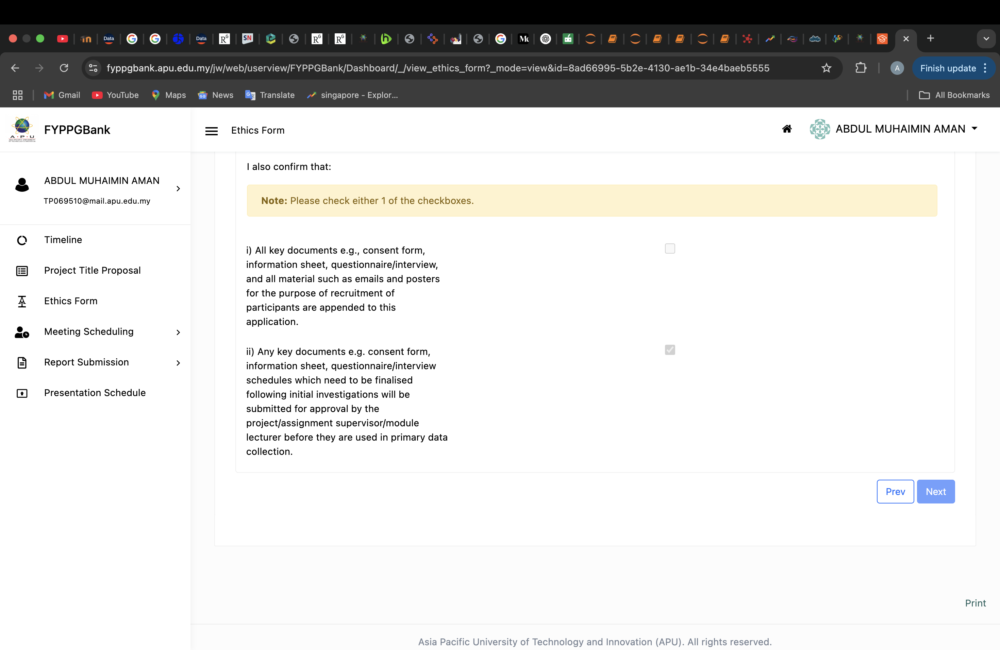 Data
Data
SN
fyppgbank.apu.edu.my/jw/web/userview/FYPPGBank/Dashboard/_/view_ethics_form?_mode=view&id=8ad66995-5b2e-4130-ae1b-34e4baeb5555
A
Finish update
Gmail
YouTube
Maps
News
Translate
singapore - Explor...
All Bookmarks
A·P·U
FYPPGBank
Ethics Form
ABDUL MUHAIMIN AMAN
ABDUL MUHAIMIN AMAN
TP069510@mail.apu.edu.my
Timeline
Project Title Proposal
Ethics Form
Meeting Scheduling
Report Submission
Presentation Schedule
I also confirm that:
Note: Please check either 1 of the checkboxes.
i) All key documents e.g., consent form,
information sheet, questionnaire/interview,
and all material such as emails and posters
for the purpose of recruitment of
participants are appended to this
application.
ii) Any key documents e.g. consent form,
information sheet, questionnaire/interview
schedules which need to be finalised
following initial investigations will be
submitted for approval by the
project/assignment supervisor/module
lecturer before they are used in primary data
collection.
Prev
Next
Print
Asia Pacific University of Technology and Innovation (APU). All rights reserved.